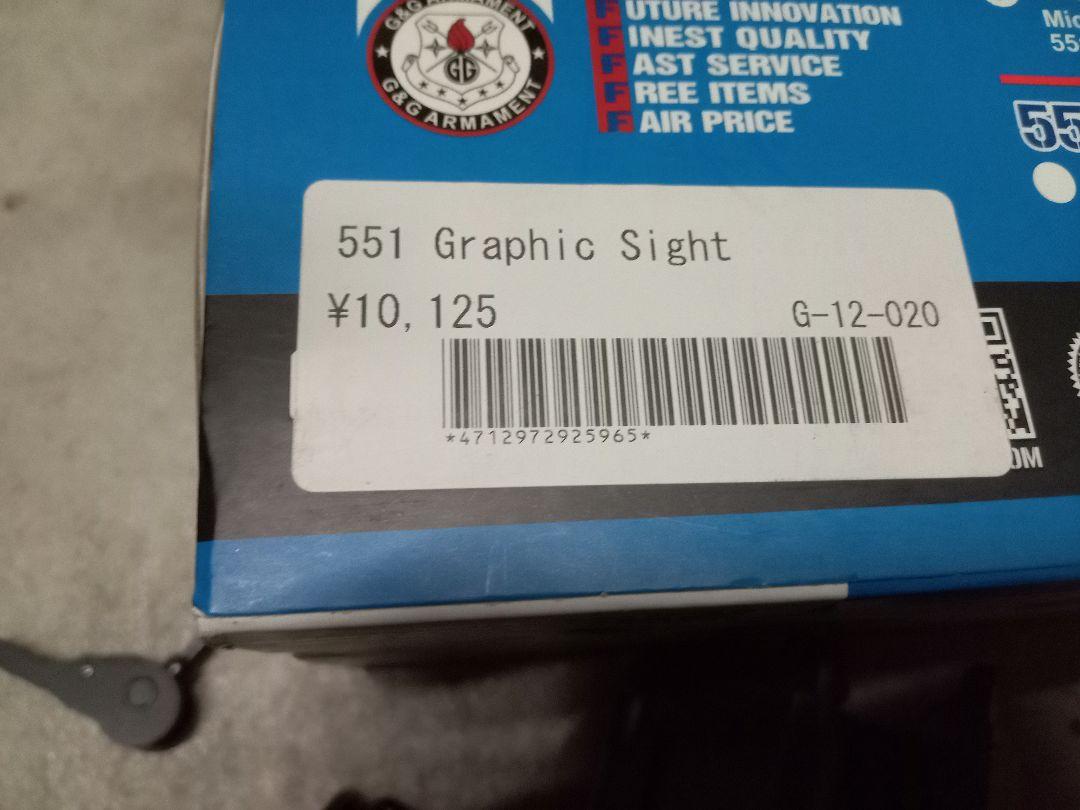 G&G ARMAMENT
G&G ARMAMENT
GG
FUTURE INNOVATION
FINEST QUALITY
FAST SERVICE
FREE ITEMS
FAIR PRICE
551 Graphic Sight
¥10,125
G-12-020
*4712972925965*